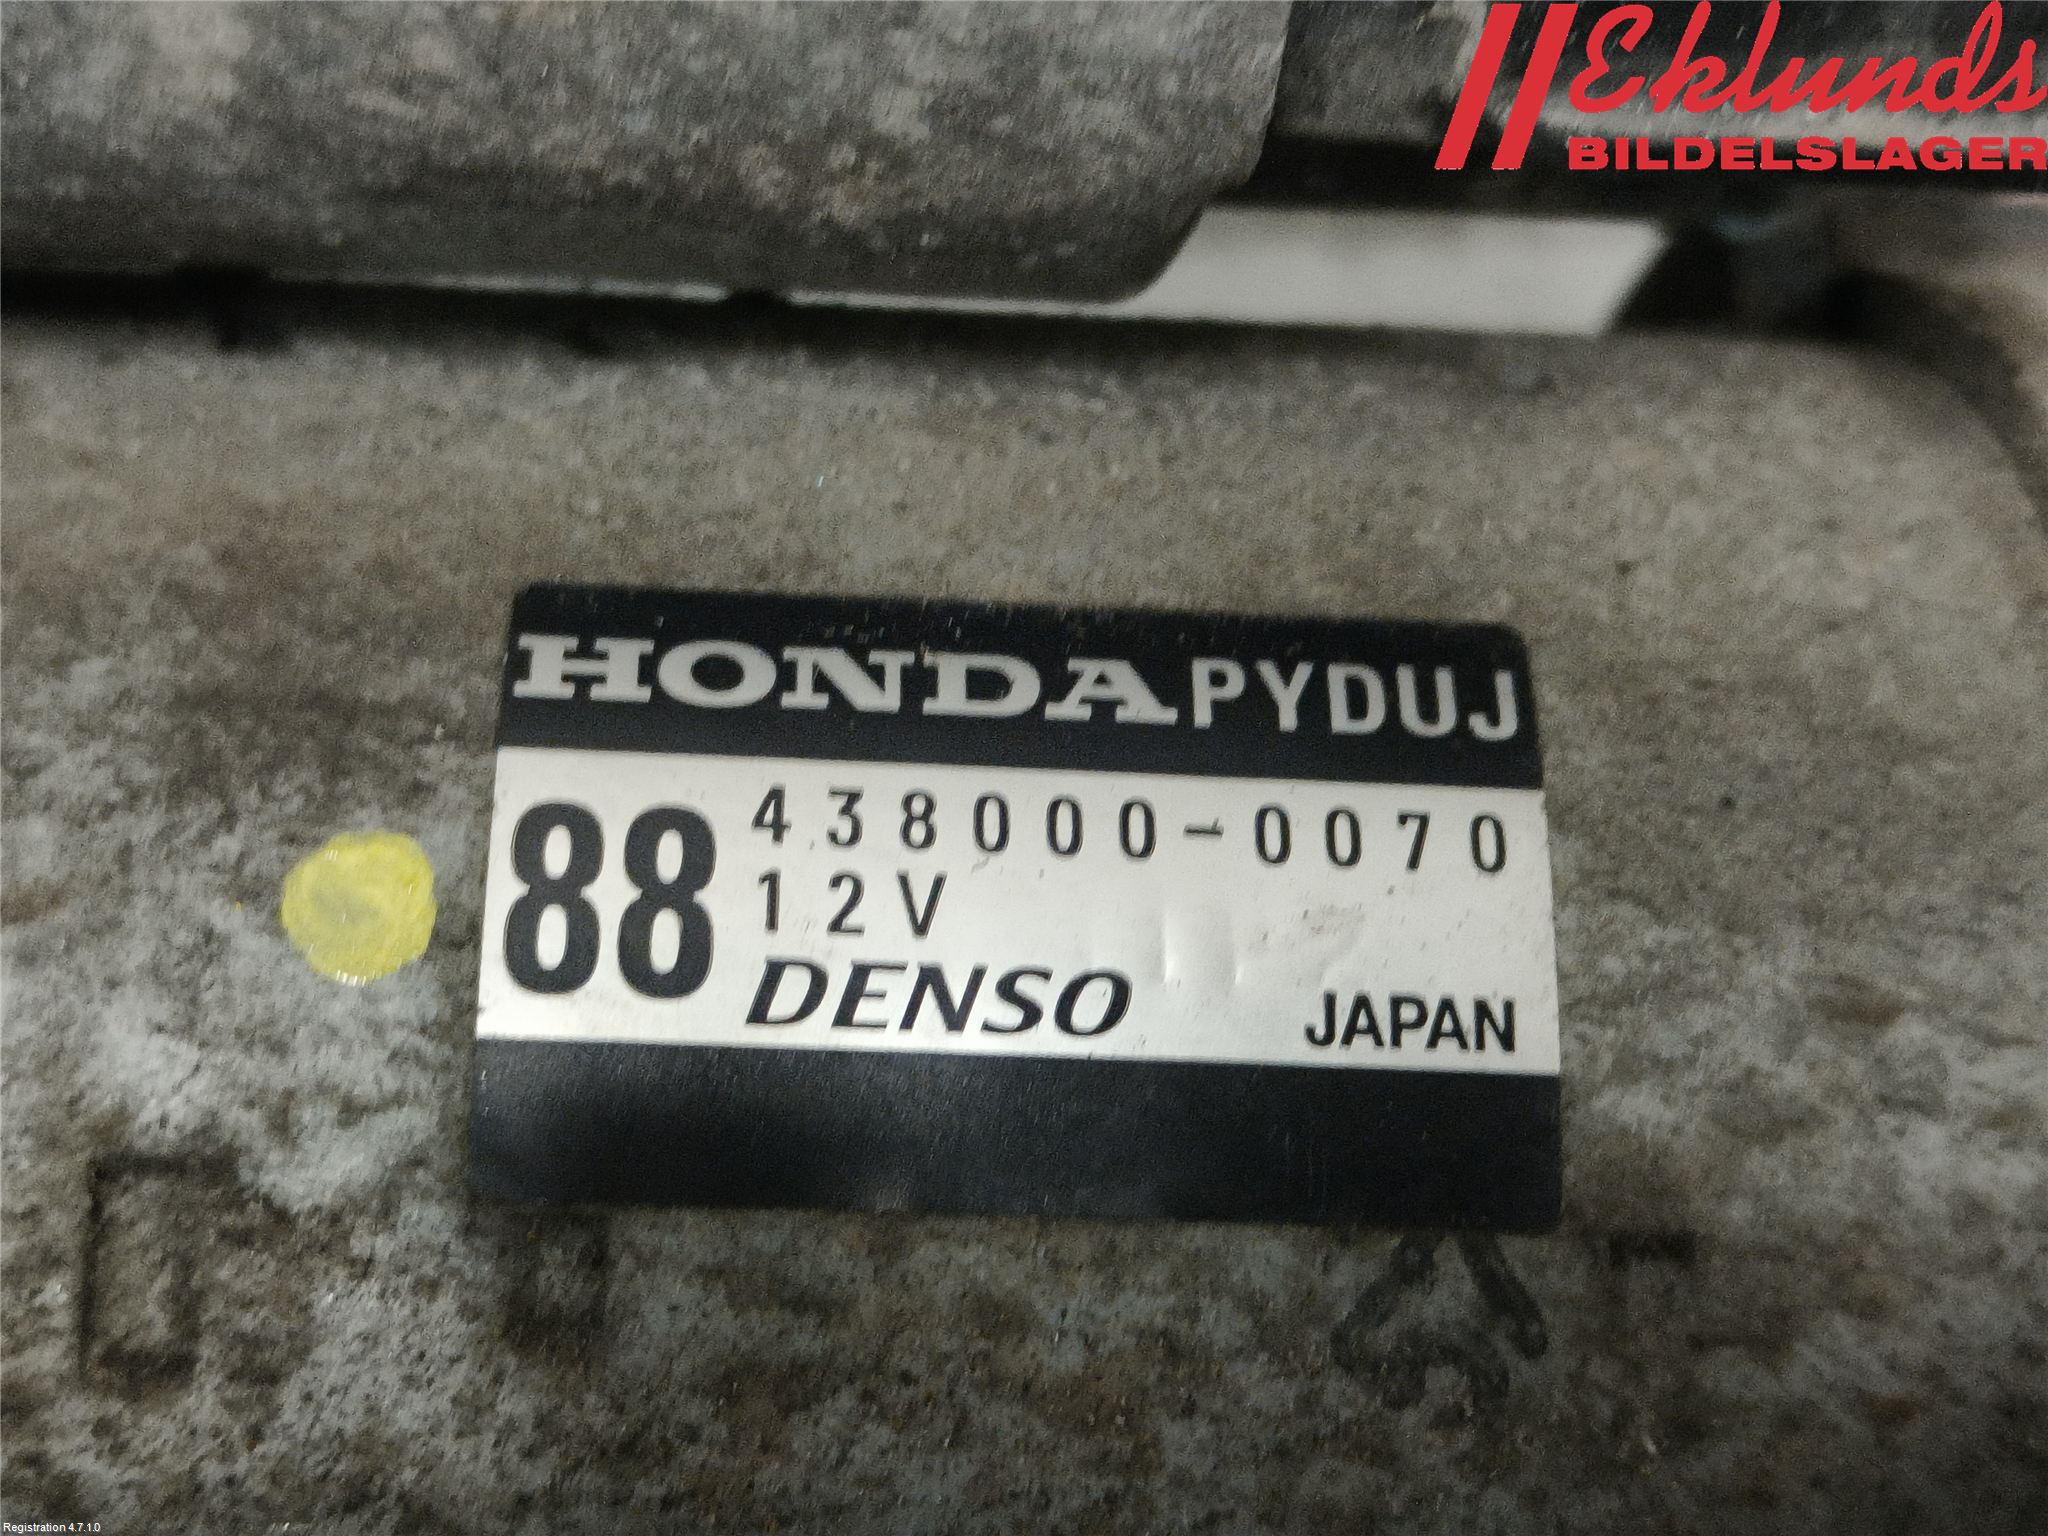 Eklunds
BILDELSLAGER
HONDA PYDUJ
88
438000-0070
12V
DENSO JAPAN
Registration 4.7.1.0